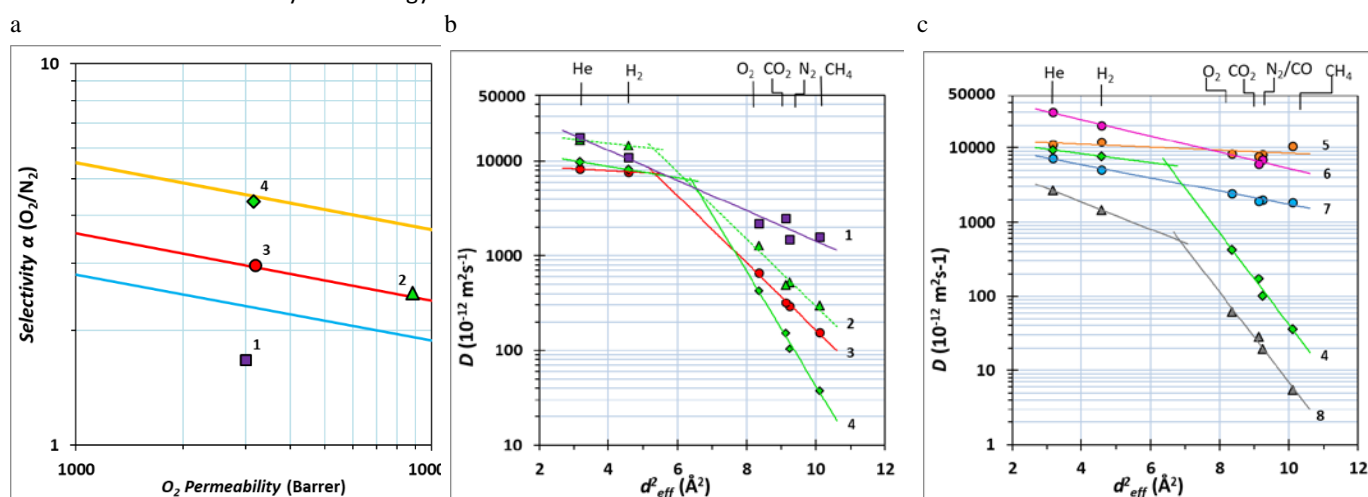 a
10
1
1000
1000
Selectivity α (O2/N2)
O2 Permeability (Barrer)
4
3
2
1
b
He
H2
O2
CO2
N2
CH4
50000
10000
1000
100
10
2
4
6
8
10
12
D (10-12 m2s-1)
d2eff (Å2)
1
2
3
4
c
He
H2
O2
CO2
N2/CO
CH4
50000
10000
1000
100
10
1
2
4
6
8
10
12
D (10-12 m2s-1)
d2eff (Å2)
5
6
7
4
8